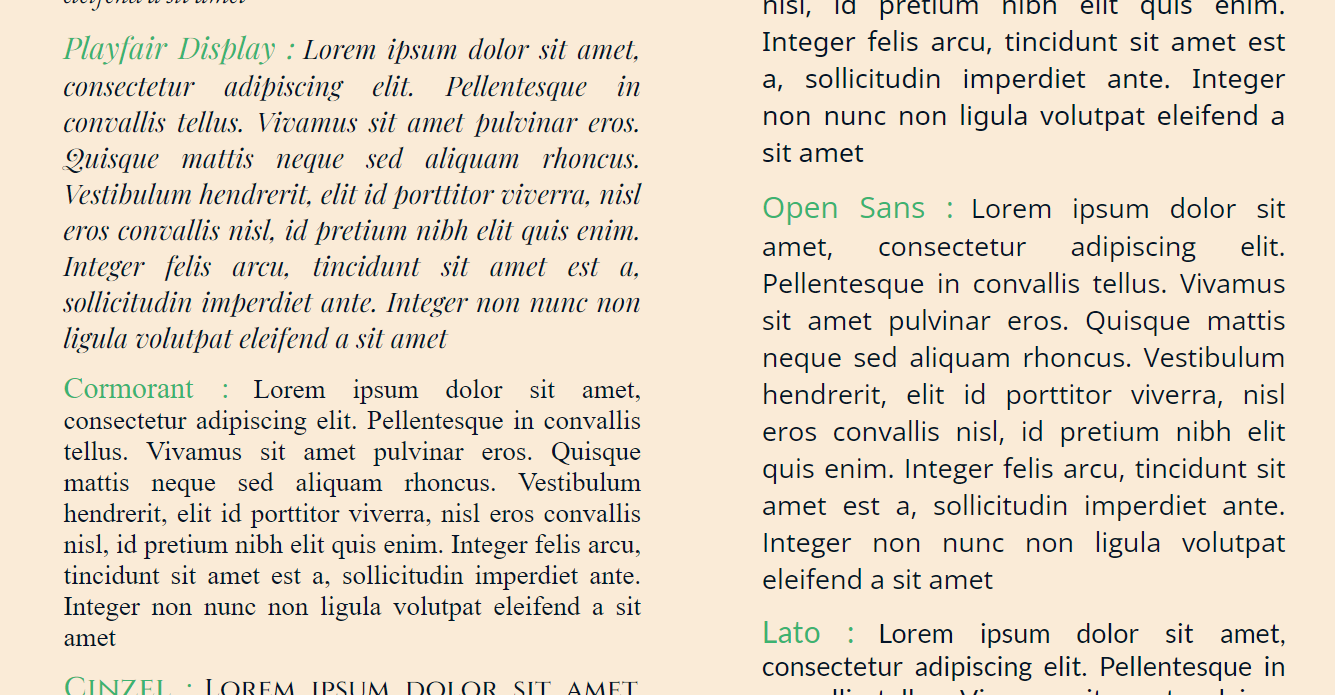 eleifend a sit amet
Playfair Display : Lorem ipsum dolor sit amet,
consectetur adipiscing elit. Pellentesque in
convallis tellus. Vivamus sit amet pulvinar eros.
Quisque mattis neque sed aliquam rhoncus.
Vestibulum hendrerit, elit id porttitor viverra, nisl
eros convallis nisl, id pretium nibh elit quis enim.
Integer felis arcu, tincidunt sit amet est a,
sollicitudin imperdiet ante. Integer non nunc non
ligula volutpat eleifend a sit amet
Cormorant : Lorem ipsum dolor sit amet,
consectetur adipiscing elit. Pellentesque in convallis
tellus. Vivamus sit amet pulvinar eros. Quisque
mattis neque sed aliquam rhoncus. Vestibulum
hendrerit, elit id porttitor viverra, nisl eros convallis
nisl, id pretium nibh elit quis enim. Integer felis arcu,
tincidunt sit amet est a, sollicitudin imperdiet ante.
Integer non nunc non ligula volutpat eleifend a sit
amet
Cinzel : Lorem ipsum dolor sit amet
nisl, id pretium nibh elit quis enim.
Integer felis arcu, tincidunt sit amet est
a, sollicitudin imperdiet ante. Integer
non nunc non ligula volutpat eleifend a
sit amet
Open Sans : Lorem ipsum dolor sit
amet, consectetur adipiscing elit.
Pellentesque in convallis tellus. Vivamus
sit amet pulvinar eros. Quisque mattis
neque sed aliquam rhoncus. Vestibulum
hendrerit, elit id porttitor viverra, nisl
eros convallis nisl, id pretium nibh elit
quis enim. Integer felis arcu, tincidunt sit
amet est a, sollicitudin imperdiet ante.
Integer non nunc non ligula volutpat
eleifend a sit amet
Lato : Lorem ipsum dolor sit amet,
consectetur adipiscing elit. Pellentesque in